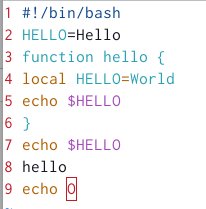 1 #!/bin/bash
2 HELLO=Hello
3 function hello {
4 local HELLO=World
5 echo $HELLO
6 }
7 echo $HELLO
8 hello
9 echo O
~